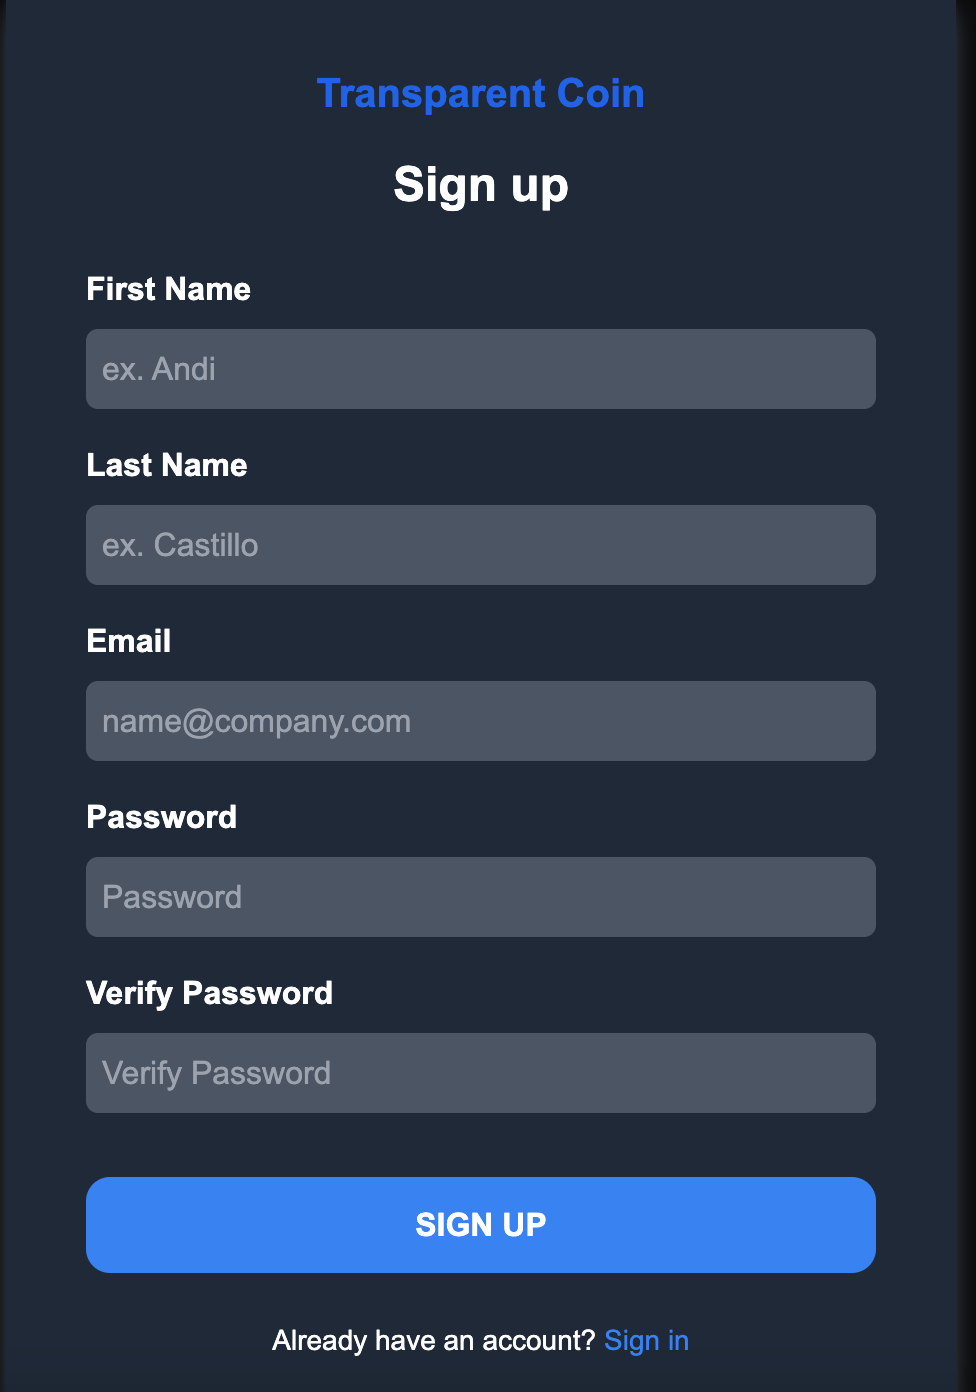 Transparent Coin
Sign up
First Name
ex. Andi
Last Name
ex. Castillo
Email
name@company.com
Password
Password
Verify Password
Verify Password
SIGN UP
Already have an account? Sign in